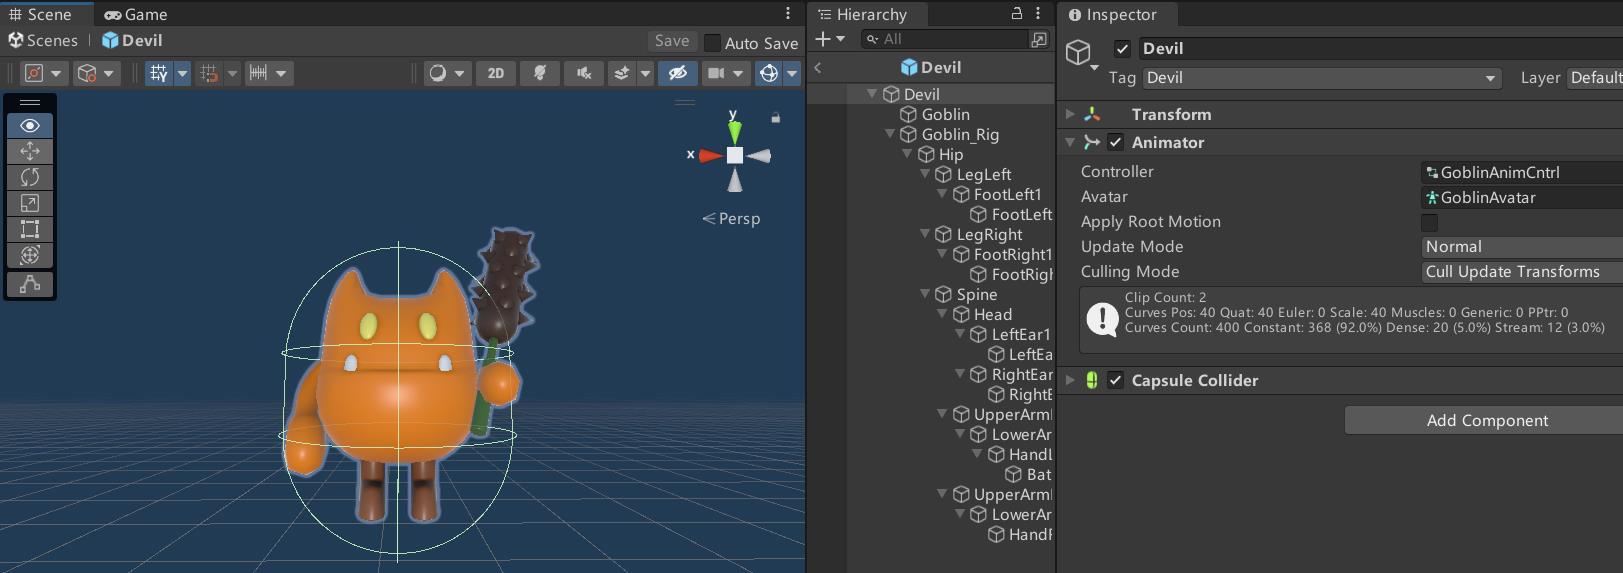 Scene
Game
Scenes | Devil
Save
Auto Save
2D
y
x
Persp
Hierarchy
All
Devil
Devil
Goblin
Goblin_Rig
Hip
LegLeft
FootLeft1
FootLeft
LegRight
FootRight1
FootRigh
Spine
Head
LeftEar1
LeftEa
RightEar
RightE
UpperArm
LowerAr
HandL
Bat
UpperArm
LowerAr
HandR
Inspector
Devil
Tag Devil Layer Default
Transform
Animator
Controller GoblinAnimCntrl
Avatar GoblinAvatar
Apply Root Motion
Update Mode Normal
Culling Mode Cull Update Transforms
Clip Count: 2
Curves Pos: 40 Quat: 40 Euler: 0 Scale: 40 Muscles: 0 Generic: 0 PPtr: 0
Curves Count: 400 Constant: 368 (92.0%) Dense: 20 (5.0%) Stream: 12 (3.0%)
Capsule Collider
Add Component